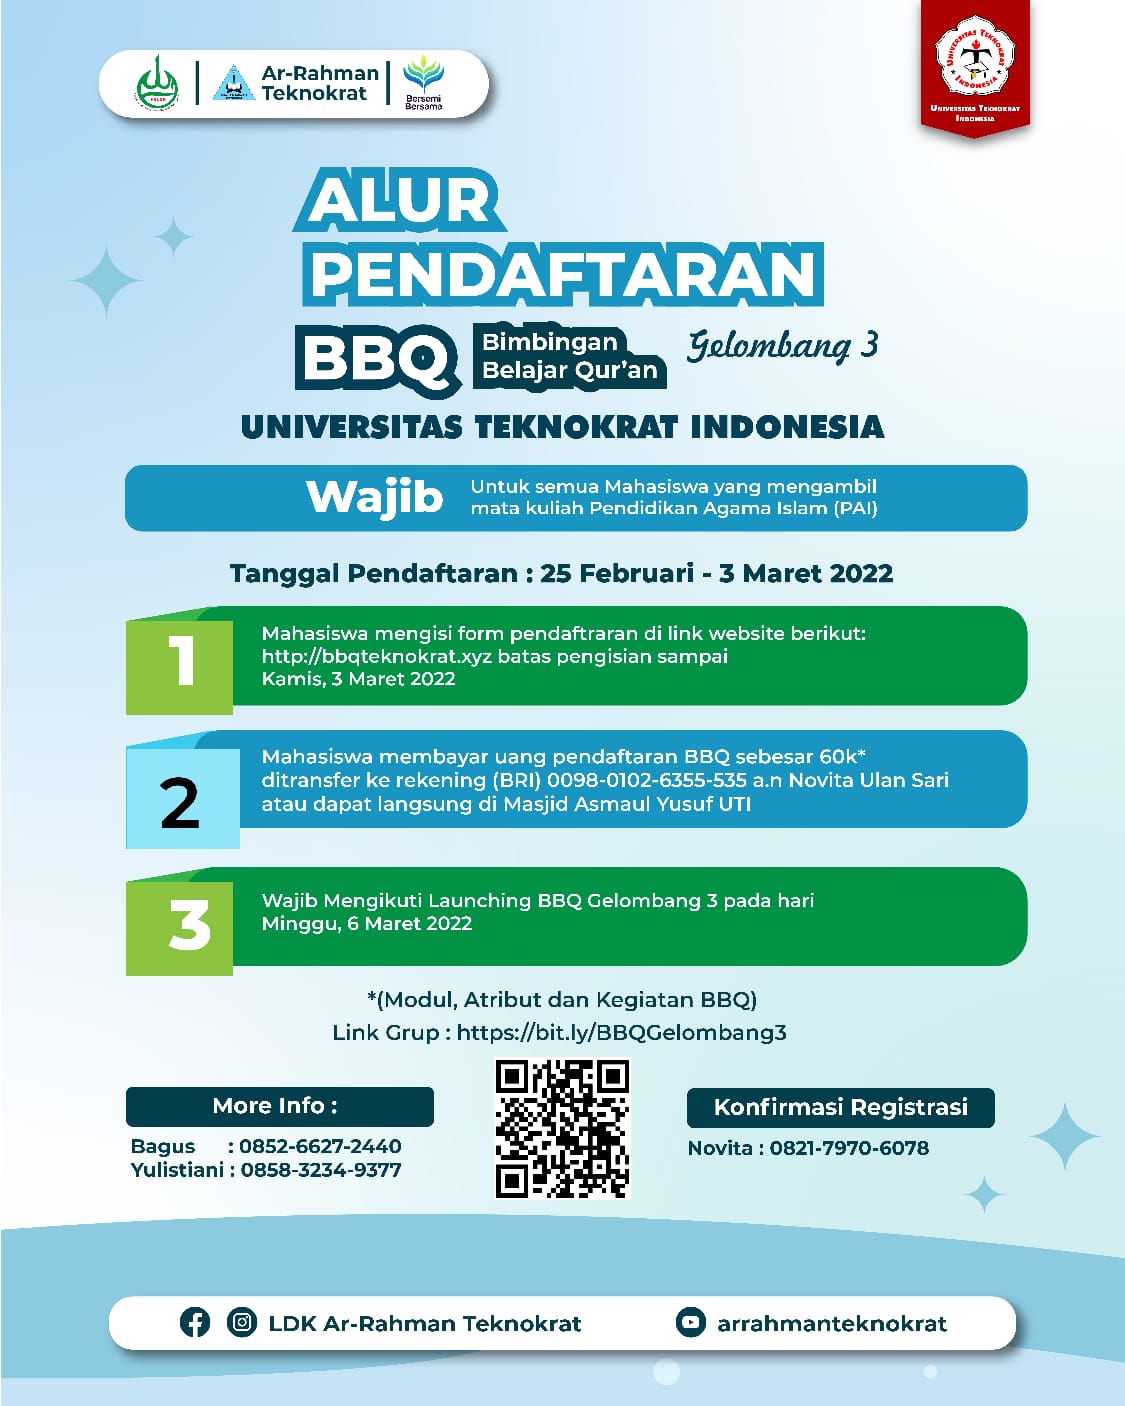 Ar-Rahman
Teknokrat
Bersemi
Bersama
UNIVERSITAS TEKNOKRAT
INDONESIA
UNIVERSITAS TEKNOKRAT
INDONESIA
ALUR
PENDAFTARAN
BBQ
Bimbingan
Belajar Qur'an
Gelombang 3
UNIVERSITAS TEKNOKRAT INDONESIA
Wajib
Untuk semua Mahasiswa yang mengambil
mata kuliah Pendidikan Agama Islam (PAI)
Tanggal Pendaftaran : 25 Februari - 3 Maret 2022
1
Mahasiswa mengisi form pendaftraran di link website berikut:
http://bbqteknokrat.xyz batas pengisian sampai
Kamis, 3 Maret 2022
2
Mahasiswa membayar uang pendaftaran BBQ sebesar 60k*
ditransfer ke rekening (BRI) 0098-0102-6355-535 a.n Novita Ulan Sari
atau dapat langsung di Masjid Asmaul Yusuf UTI
3
Wajib Mengikuti Launching BBQ Gelombang 3 pada hari
Minggu, 6 Maret 2022
*(Modul, Atribut dan Kegiatan BBQ)
Link Grup : https://bit.ly/BBQGelombang3
More Info :
Bagus : 0852-6627-2440
Yulistiani : 0858-3234-9377
Konfirmasi Registrasi
Novita : 0821-7970-6078
LDK Ar-Rahman Teknokrat
arrahmanteknokrat